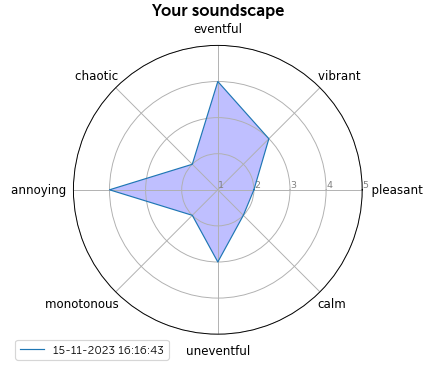 Your soundscape
eventful
chaotic
vibrant
annoying
1 2 3 4 5
pleasant
monotonous
calm
uneventful
15-11-2023 16:16:43